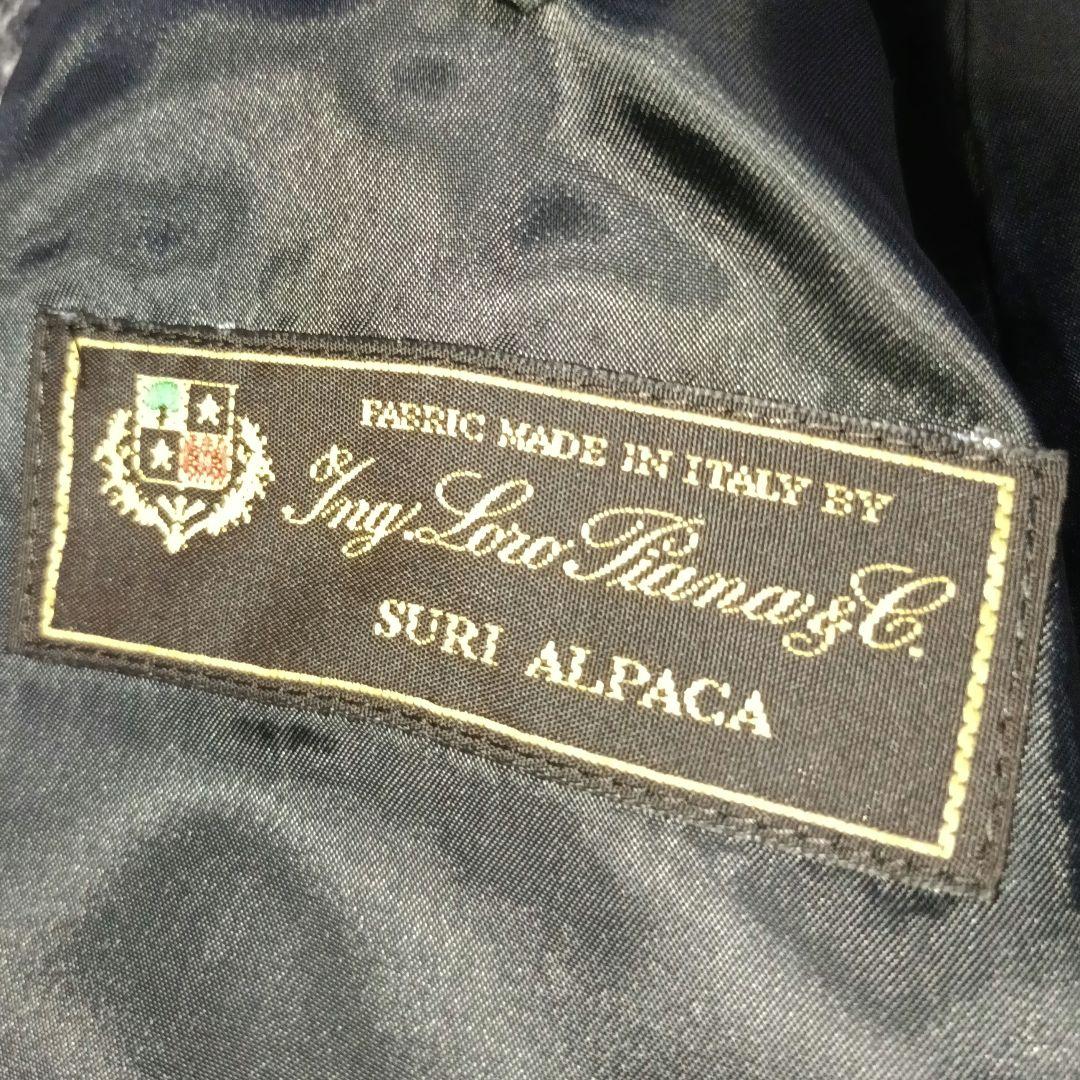 FABRIC MADE IN ITALY BY
Ing. Loro Piana & C.
SURI ALPACA